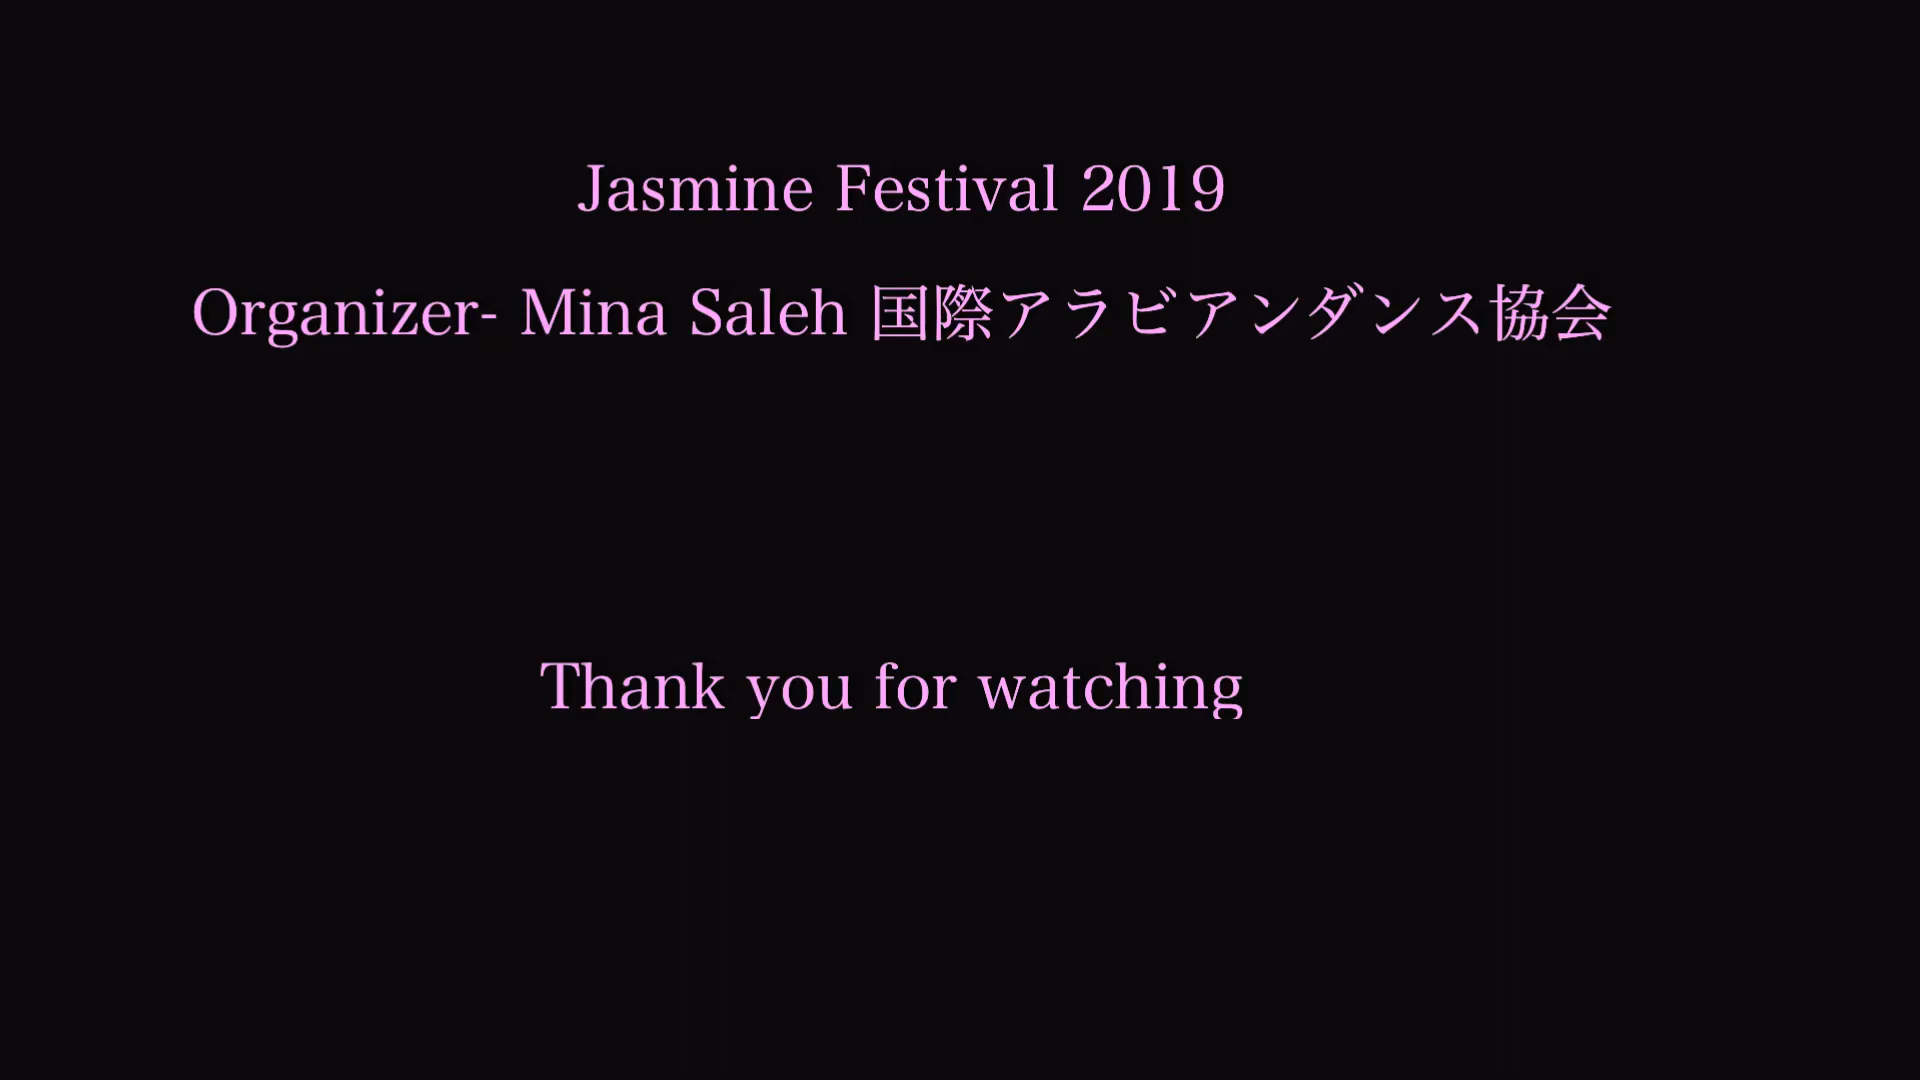 Jasmine Festival 2019
Organizer- Mina Saleh 国際アラビアンダンス協会
Thank you for watching